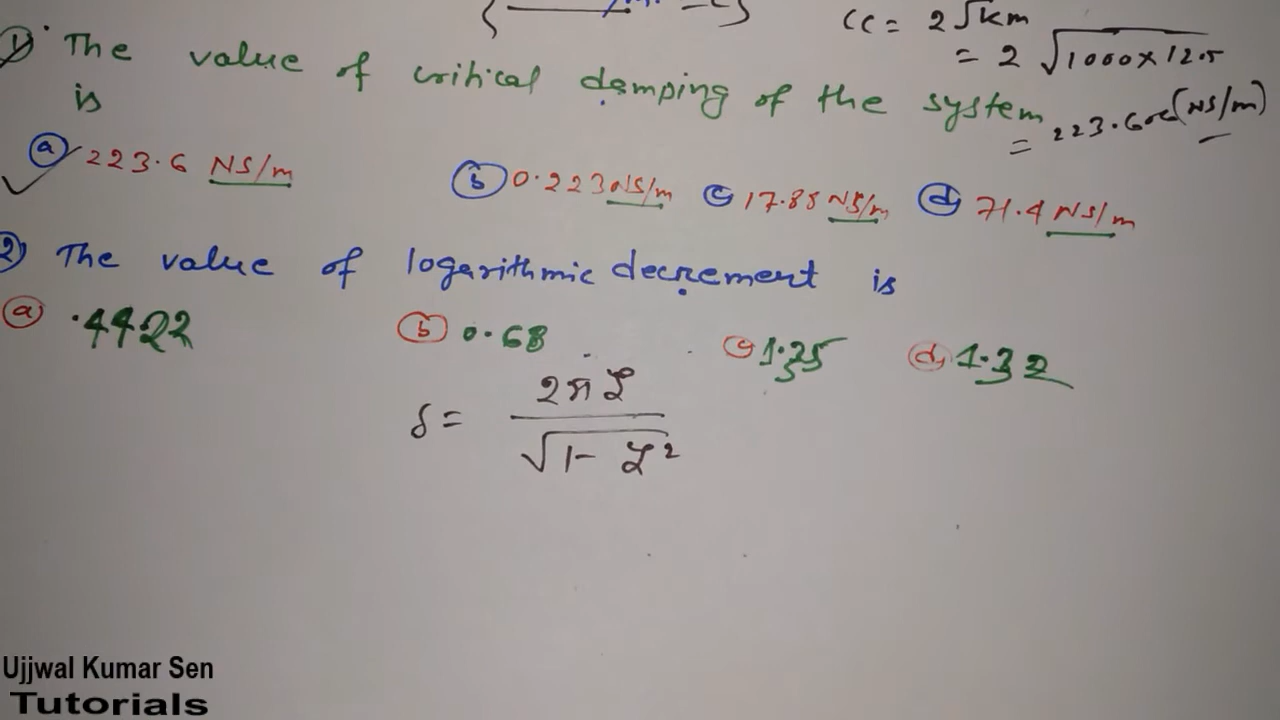 Cc = 2√km
= 2 √1000×12.5
1) The value of critical damping of the system is
= 223.6 (NS/m)
(a) 223.6 NS/m (b) 0.223 NS/m (c) 17.88 NS/m (d) 71.4 NS/m
2) The value of logarithmic decrement is
(a) .4422 (b) 0.68 (c) 1.35 (d) 1.32
δ = 2πξ / √1- ξ²
Ujjwal Kumar Sen
Tutorials